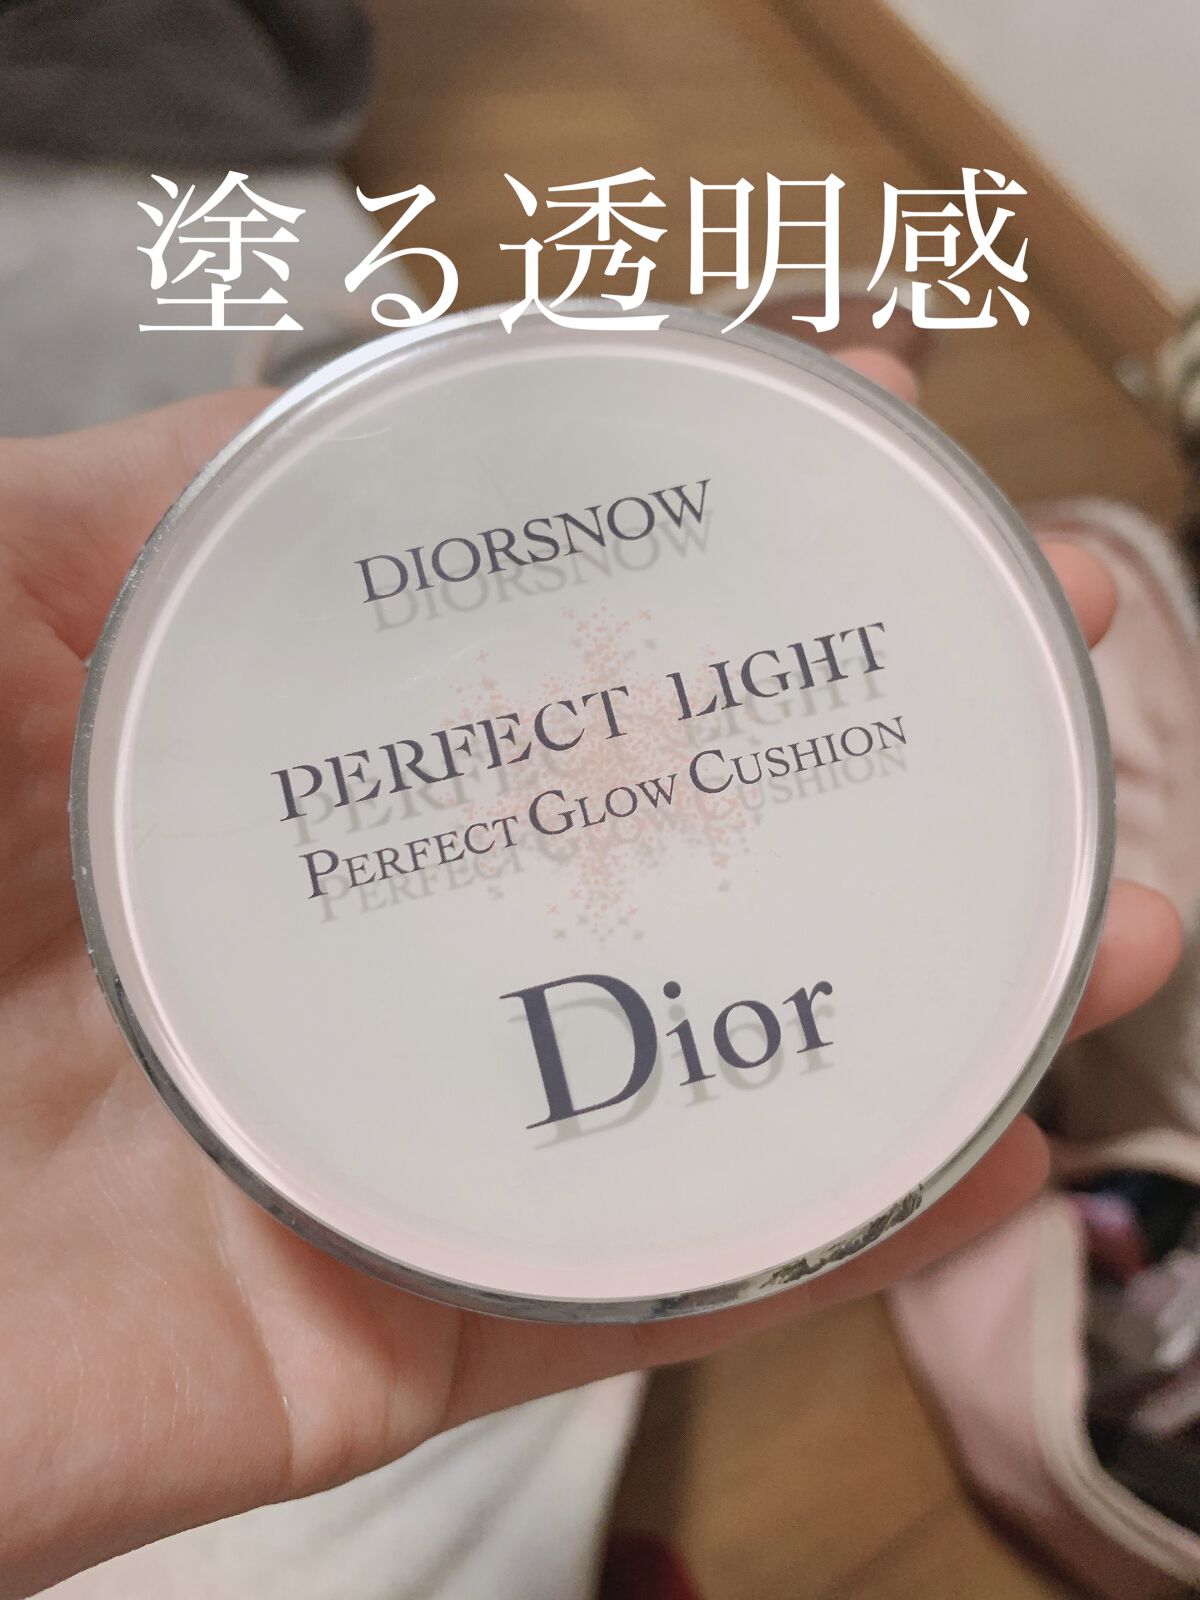 塗る透明感
DIORSNOW
PERFECT LIGHT
PERFECT GLOW CUSHION
Dior